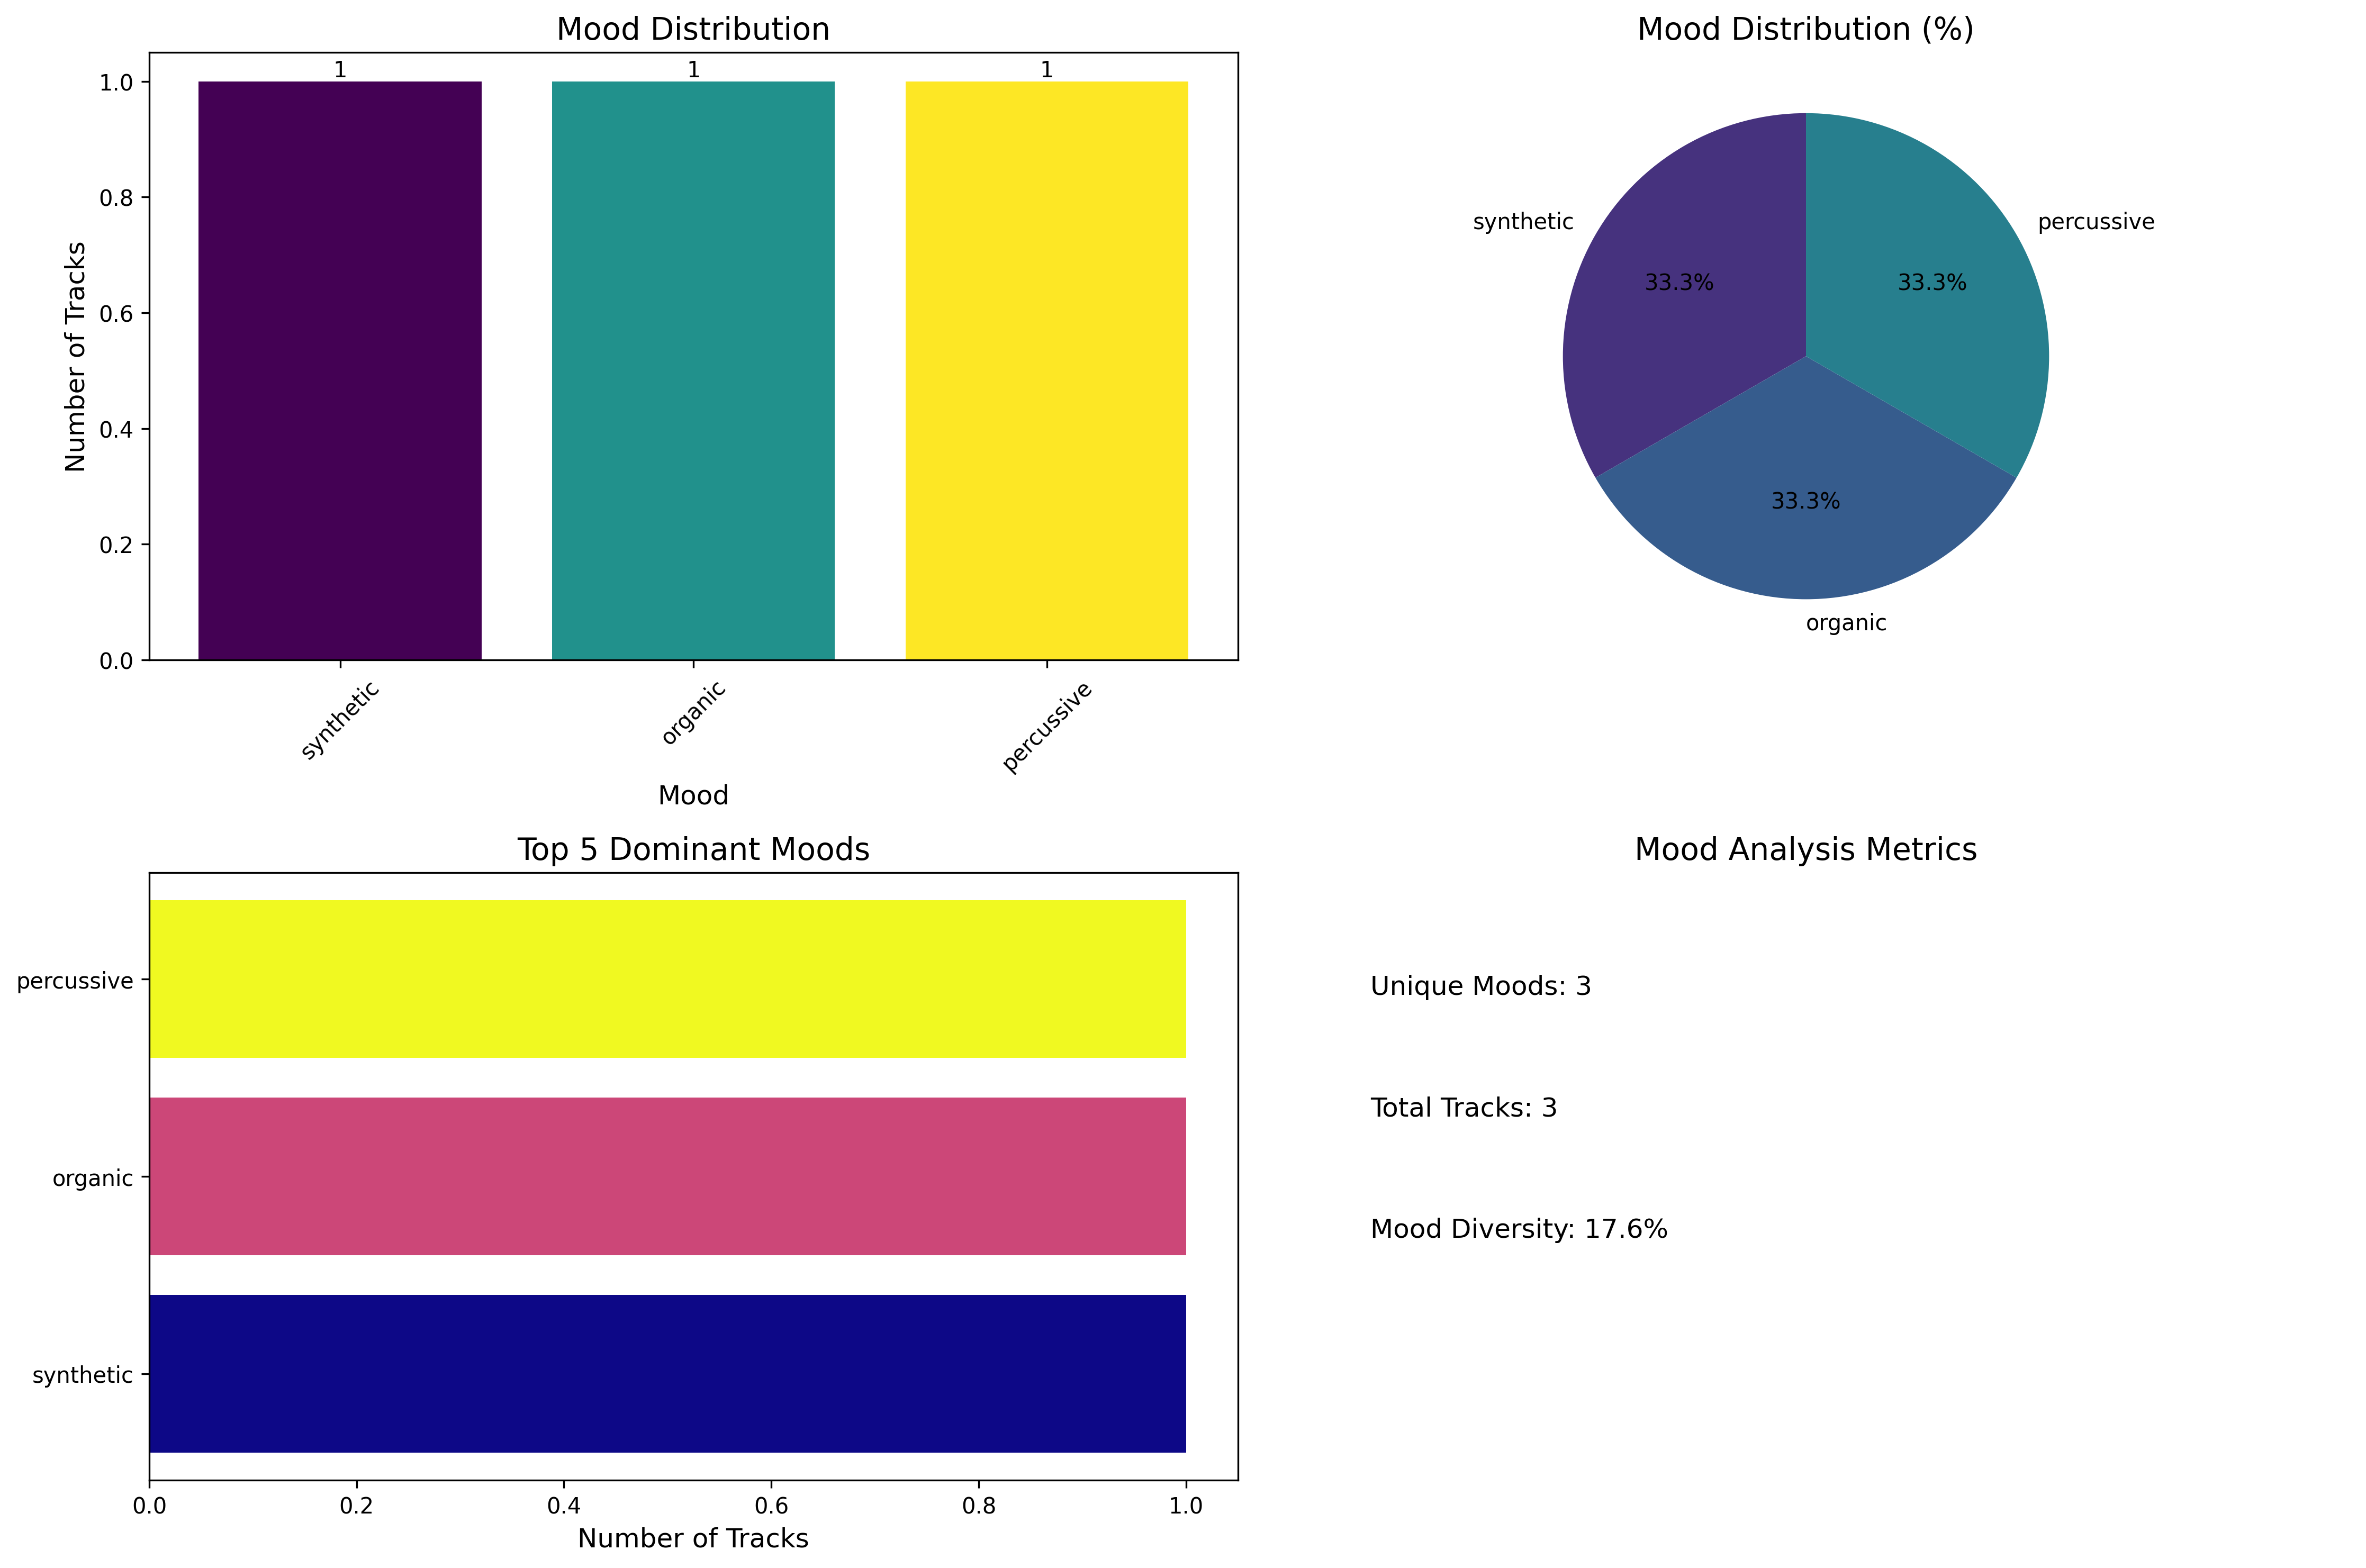 Mood Distribution
1 1 1
1.0
0.8
0.6
0.4
0.2
0.0
Number of Tracks
synthetic organic percussive
Mood
Mood Distribution (%)
synthetic
percussive
33.3%
33.3%
33.3%
organic
Top 5 Dominant Moods
percussive
organic
synthetic
0.0 0.2 0.4 0.6 0.8 1.0
Number of Tracks
Mood Analysis Metrics
Unique Moods: 3
Total Tracks: 3
Mood Diversity: 17.6%